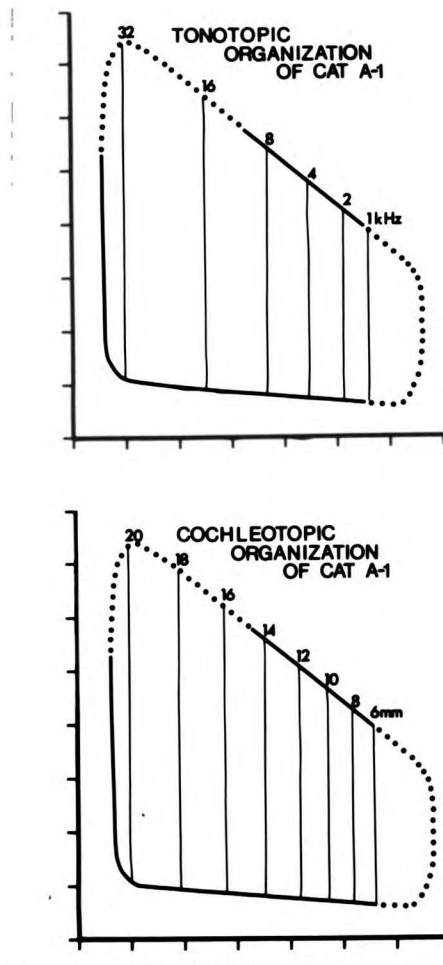 TONOTOPIC
ORGANIZATION
OF CAT A-1
32
16
8
4
2
1kHz
COCHLEOTOPIC
ORGANIZATION
OF CAT A-1
20
18
16
14
12
10
8
6mm